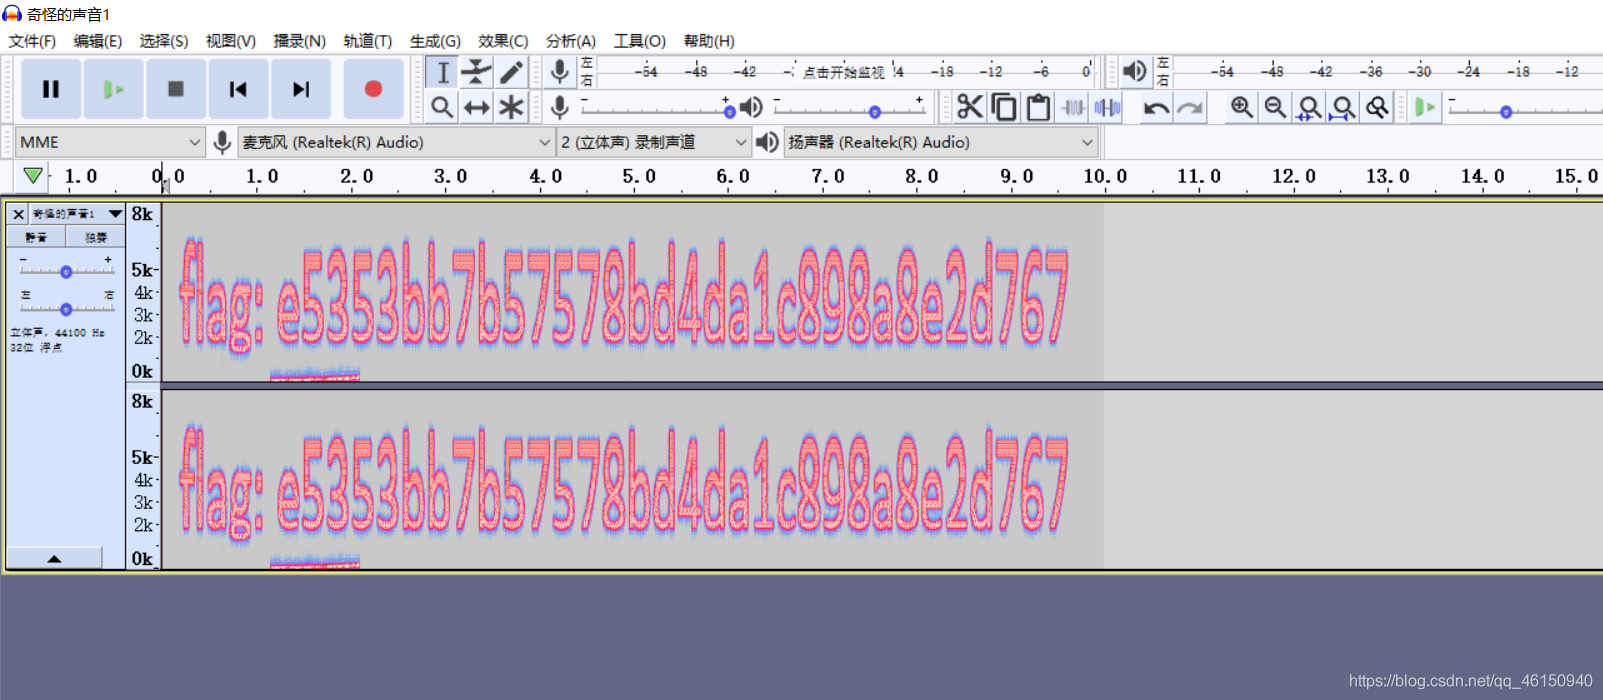 奇怪的声音1
文件(F) 编辑(E) 选择(S) 视图(V) 播录(N) 轨道(T) 生成(G) 效果(C) 分析(A) 工具(O) 帮助(H)
左 右 -54 -48 -42 - 点击开始监视 !4 -18 -12 -6 0
左 右 -54 -48 -42 -36 -30 -24 -18 -12
- + - + -
MME 麦克风 (Realtek(R) Audio) 2 (立体声) 录制声道 扬声器 (Realtek(R) Audio)
1.0 0.0 1.0 2.0 3.0 4.0 5.0 6.0 7.0 8.0 9.0 10.0 11.0 12.0 13.0 14.0 15.0
奇怪的声音1 8k
静音 独奏
- +
左 右
立体声, 44100 Hz
32位 浮点
5k
4k
3k
2k
0k
flag: e5353bb7b57578bd4da1c898a8e2d767
8k
5k
4k
3k
2k
0k
flag: e5353bb7b57578bd4da1c898a8e2d767
https://blog.csdn.net/qq_46150940